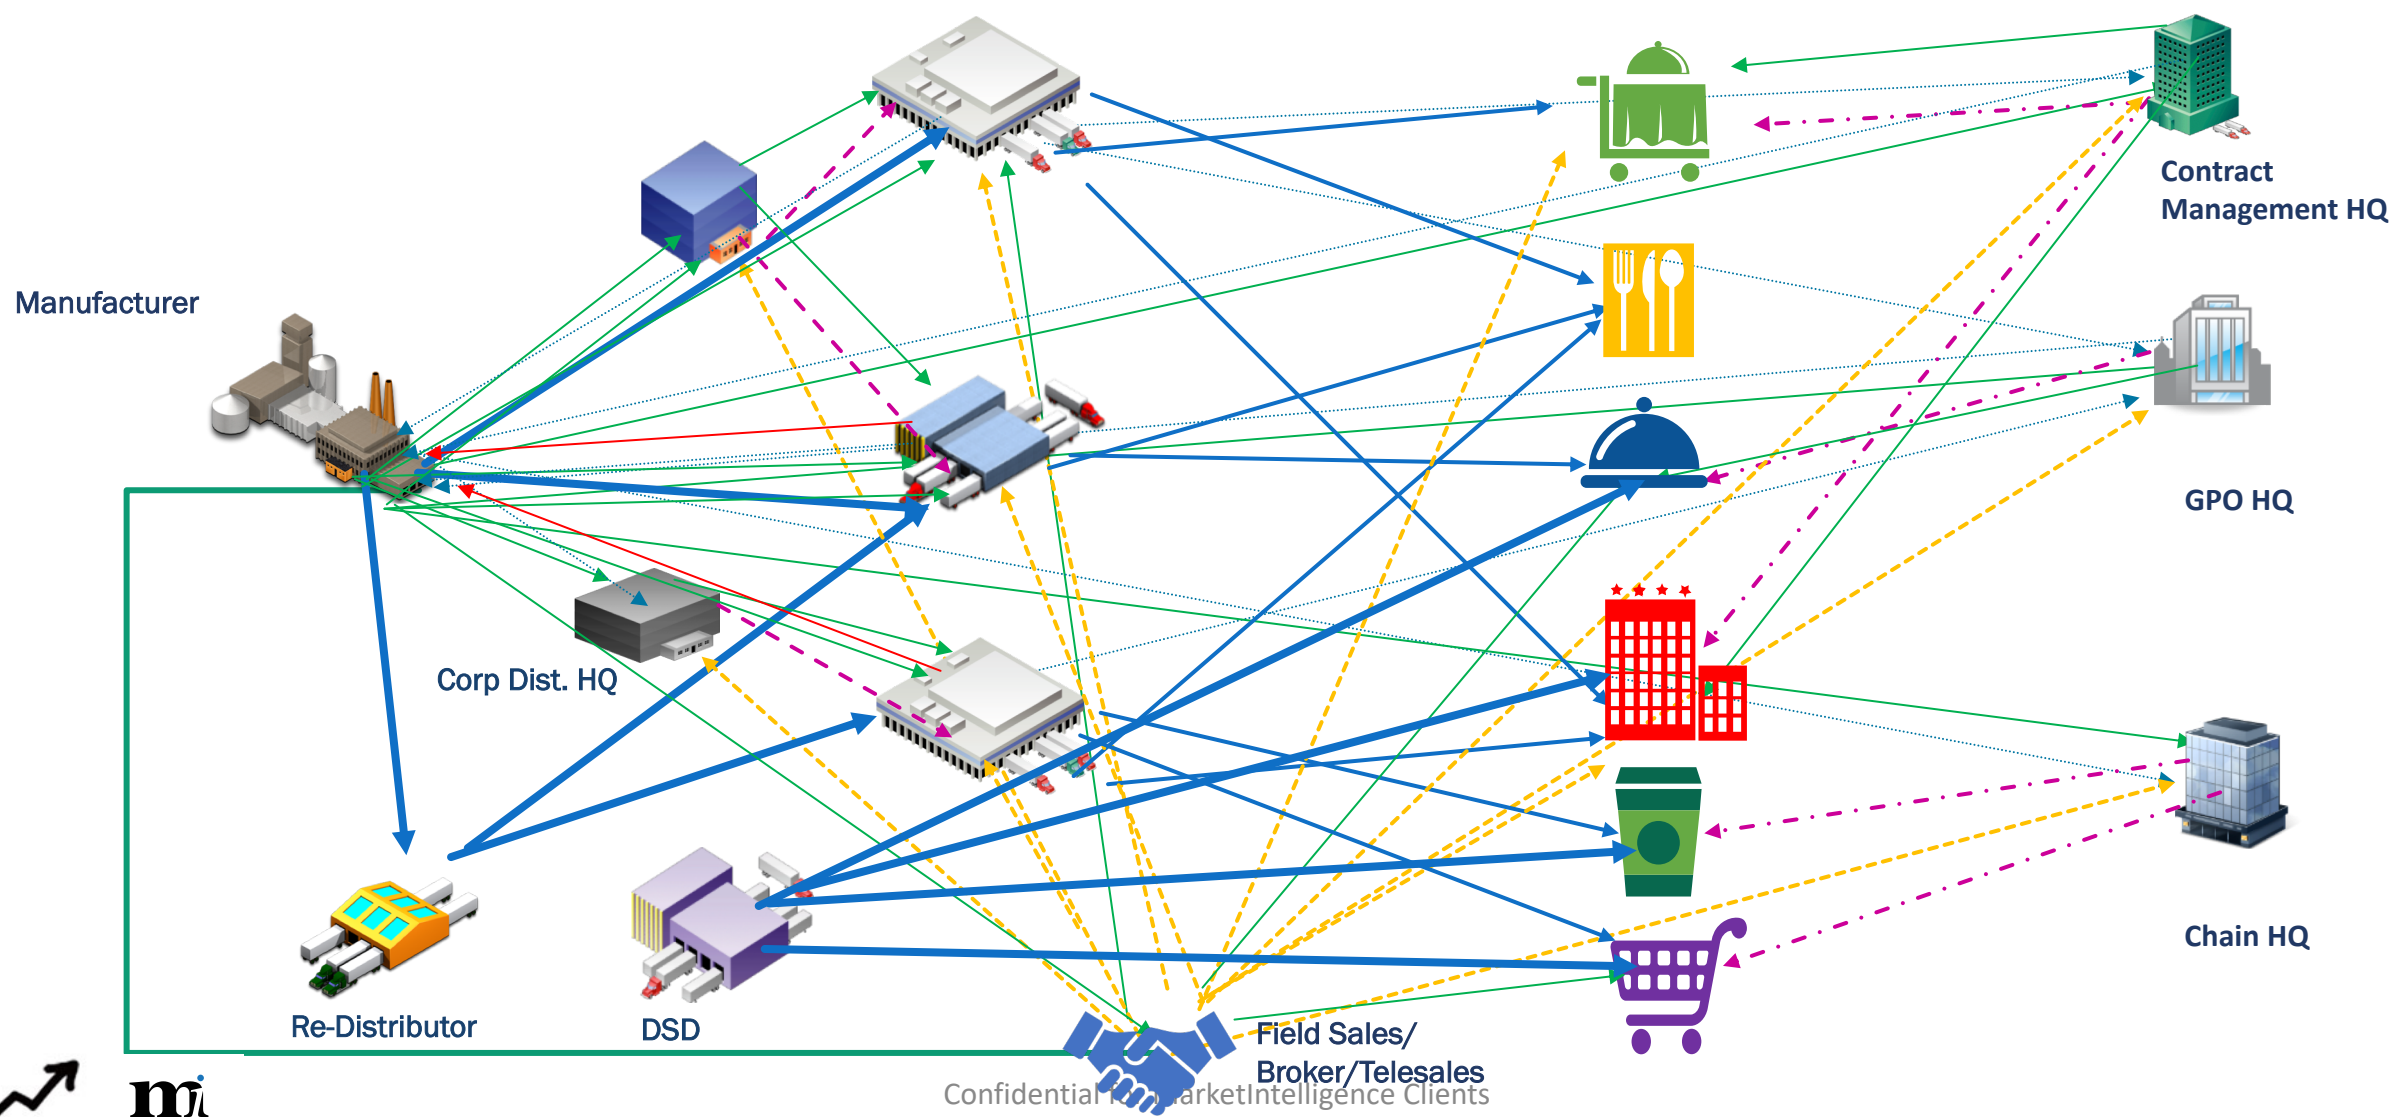 Contract
Management HQ
Manufacturer
GPO HQ
Corp Dist. HQ
Chain HQ
Re-Distributor
DSD
Field Sales/
Broker/Telesales
Confidential MarketIntelligence Clients
mi